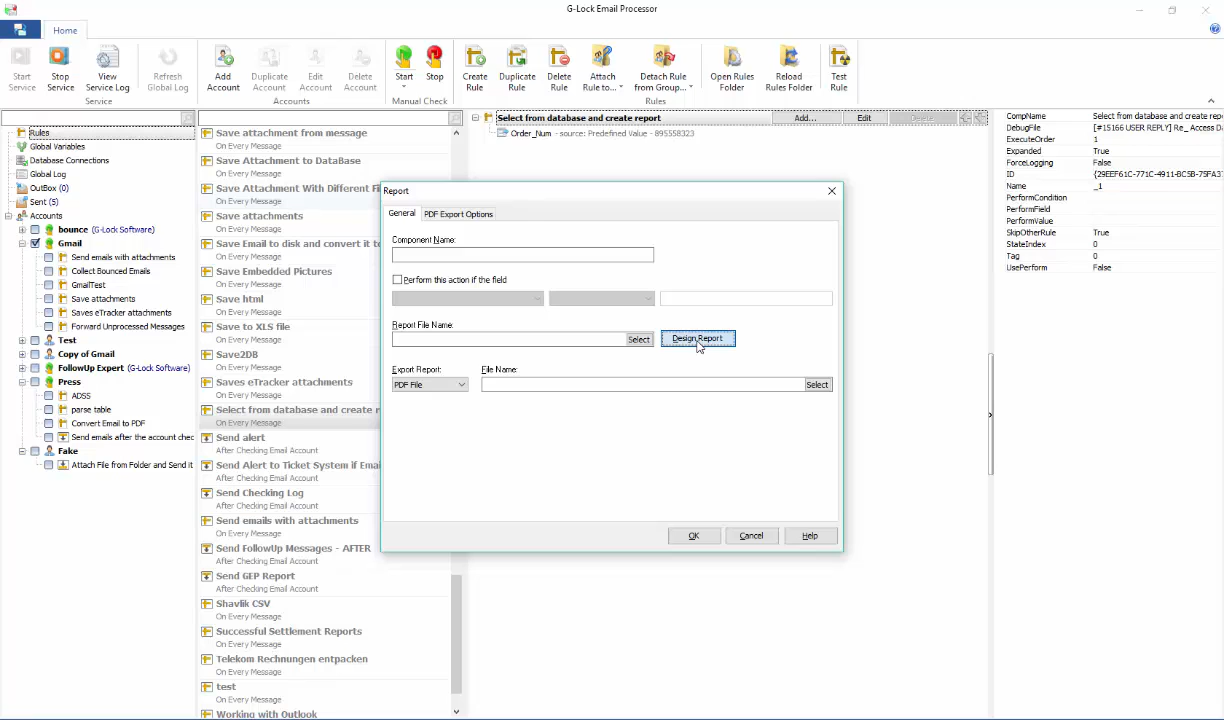 G-Lock Email Processor
Home
Start Service
Stop Service
View Service Log
Refresh Global Log
Add Account
Duplicate Account
Edit Account
Delete Account
Start
Stop
Create Rule
Duplicate Rule
Delete Rule
Attach Rule to...
Detach Rule from Group...
Open Rules Folder
Reload Rules Folder
Test Rule
Service
Accounts
Manual Check
Rules
Rules
Global Variables
Database Connections
Global Log
OutBox (0)
Sent (5)
Accounts
bounce (G-Lock Software)
Gmail
Send emails with attachments
Collect Bounced Emails
GmailTest
Save attachments
Saves eTracker attachments
Forward Unprocessed Messages
Test
Copy of Gmail
FollowUp Expert (G-Lock Software)
Press
ADSS
parse table
Convert Email to PDF
Send emails after the account chec
Fake
Attach File from Folder and Send it
Save attachment from message
On Every Message
Save Attachment to DataBase
On Every Message
Save Attachment With Different Fi
On Every Message
Save attachments
On Every Message
Save Email to disk and convert it to
On Every Message
Save Embedded Pictures
On Every Message
Save html
On Every Message
Save to XLS file
On Every Message
Save2DB
On Every Message
Saves eTracker attachments
On Every Message
Select from database and create r
On Every Message
Send alert
After Checking Email Account
Send Alert to Ticket System if Emai
After Checking Email Account
Send Checking Log
After Checking Email Account
Send emails with attachments
On Every Message
Send FollowUp Messages - AFTER
After Checking Email Account
Send GEP Report
After Checking Email Account
Shavlik CSV
On Every Message
Successful Settlement Reports
On Every Message
Telekom Rechnungen entpacken
On Every Message
test
On Every Message
Working with Outlook
Select from database and create report
Add...
Edit
Delete
Order_Num - source: Predefined Value - 895558323
Report
General
PDF Export Options
Component Name:
Perform this action if the field
Report File Name:
Select
Design Report
Export Report:
File Name:
PDF File
Select
OK
Cancel
Help
CompName Select from database and create repo
DebugFile [#15166 USER REPLY] Re_ Access Da
ExecuteOrder 1
Expanded True
ForceLogging False
ID {29EEF61C-771C-4911-BC5B-75FA37
Name _1
PerformCondition
PerformField
PerformValue
SkipOtherRule True
StateIndex 0
Tag 0
UsePerform False